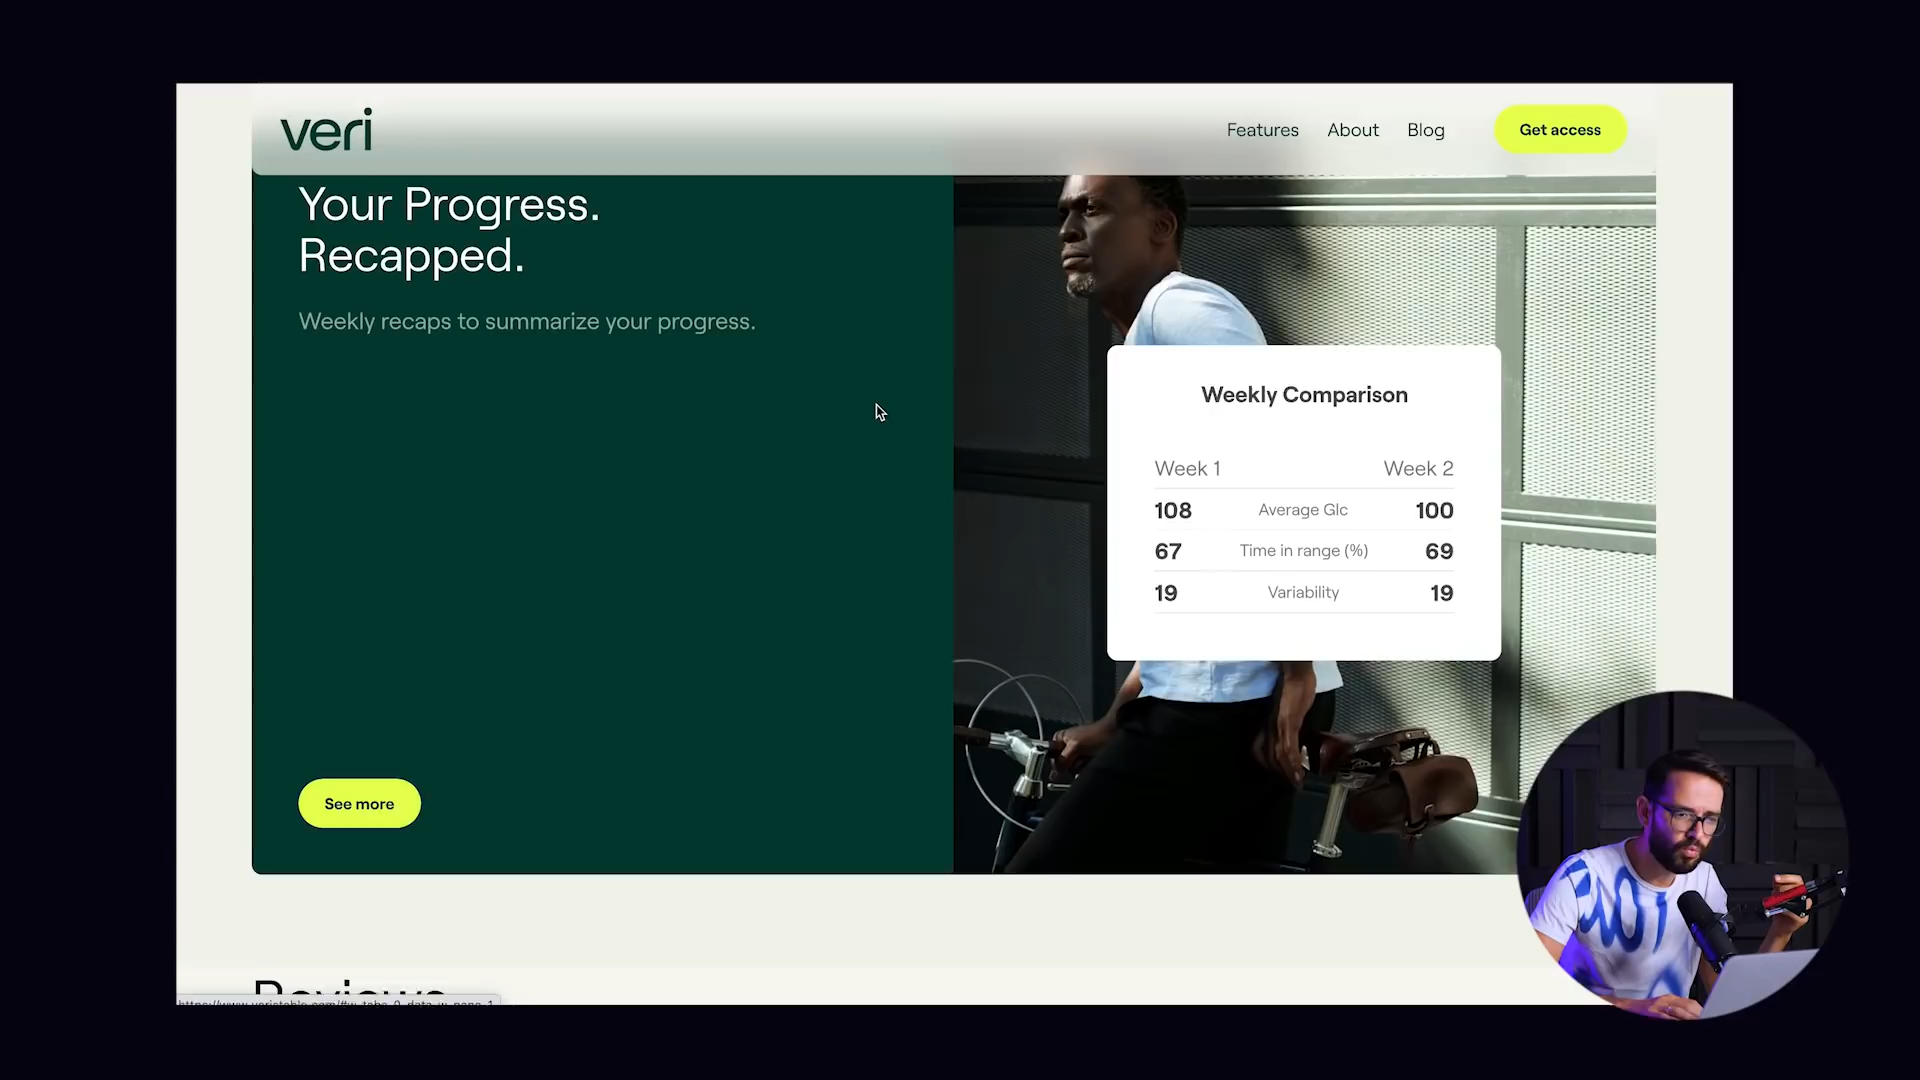 veri
Features About Blog Get access
Your Progress.
Recapped.
Weekly recaps to summarize your progress.
Weekly Comparison
Week 1 Week 2
108 Average Glc 100
67 Time in range (%) 69
19 Variability 19
See more
Reviews